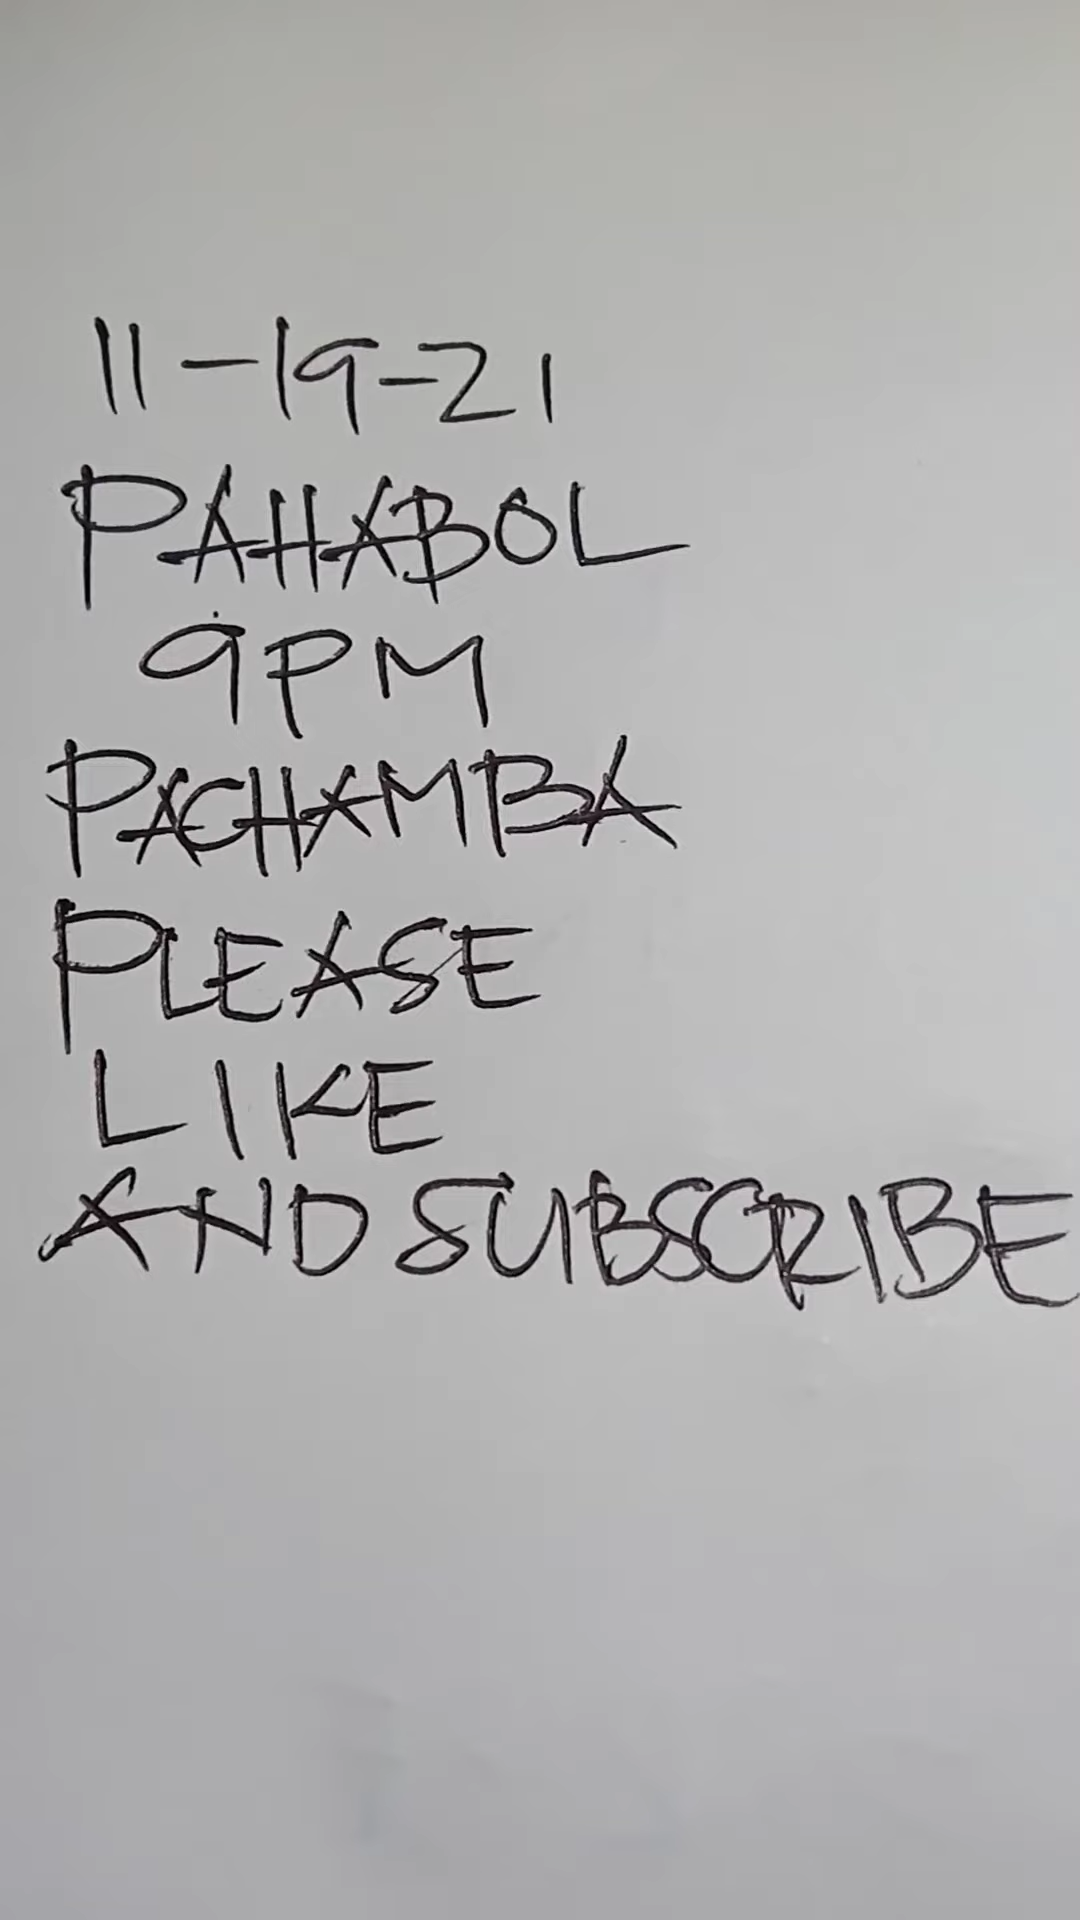 11-19-21
PAHABOL
9PM
PACHAMBA
PLEASE
LIKE
AND SUBSCRIBE